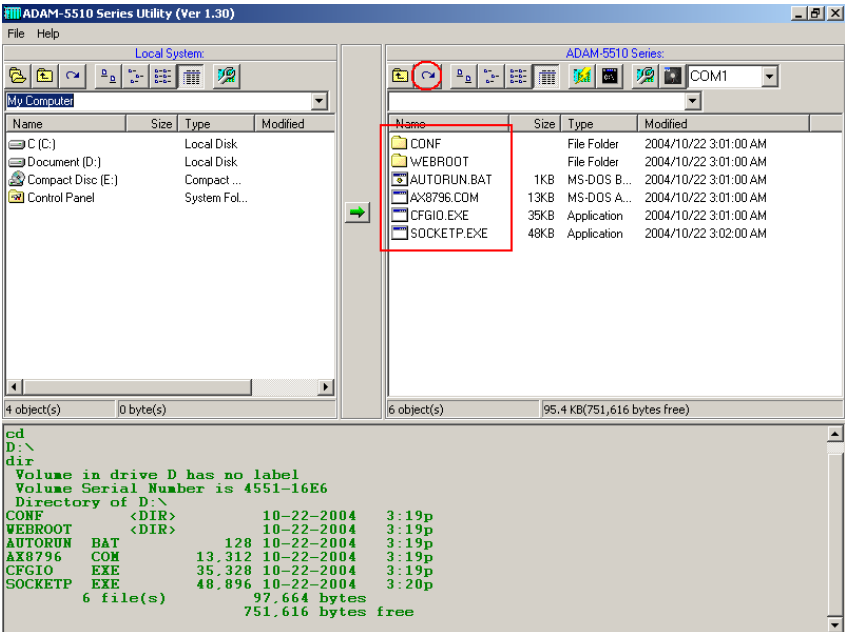 ADAM-5510 Series Utility (Ver 1.30)
File Help
Local System:
My Computer
Name Size Type Modified
C (C:) Local Disk
Document (D:) Local Disk
Compact Disc (E:) Compact ...
Control Panel System Fol...
4 object(s) 0 byte(s)
ADAM-5510 Series:
COM1
Name Size Type Modified
CONF File Folder 2004/10/22 3:01:00 AM
WEBROOT File Folder 2004/10/22 3:01:00 AM
AUTORUN.BAT 1KB MS-DOS B... 2004/10/22 3:01:00 AM
AX8796.COM 13KB MS-DOS A... 2004/10/22 3:01:00 AM
CFGIO.EXE 35KB Application 2004/10/22 3:01:00 AM
SOCKETP.EXE 48KB Application 2004/10/22 3:02:00 AM
6 object(s) 95.4 KB(751,616 bytes free)
cd
D:\
dir
Volume in drive D has no label
Volume Serial Number is 4551-16E6
Directory of D:\
CONF <DIR> 10-22-2004 3:19p
WEBROOT <DIR> 10-22-2004 3:19p
AUTORUN BAT 128 10-22-2004 3:19p
AX8796 COM 13,312 10-22-2004 3:19p
CFGIO EXE 35,328 10-22-2004 3:19p
SOCKETP EXE 48,896 10-22-2004 3:20p
6 file(s) 97,664 bytes
751,616 bytes free